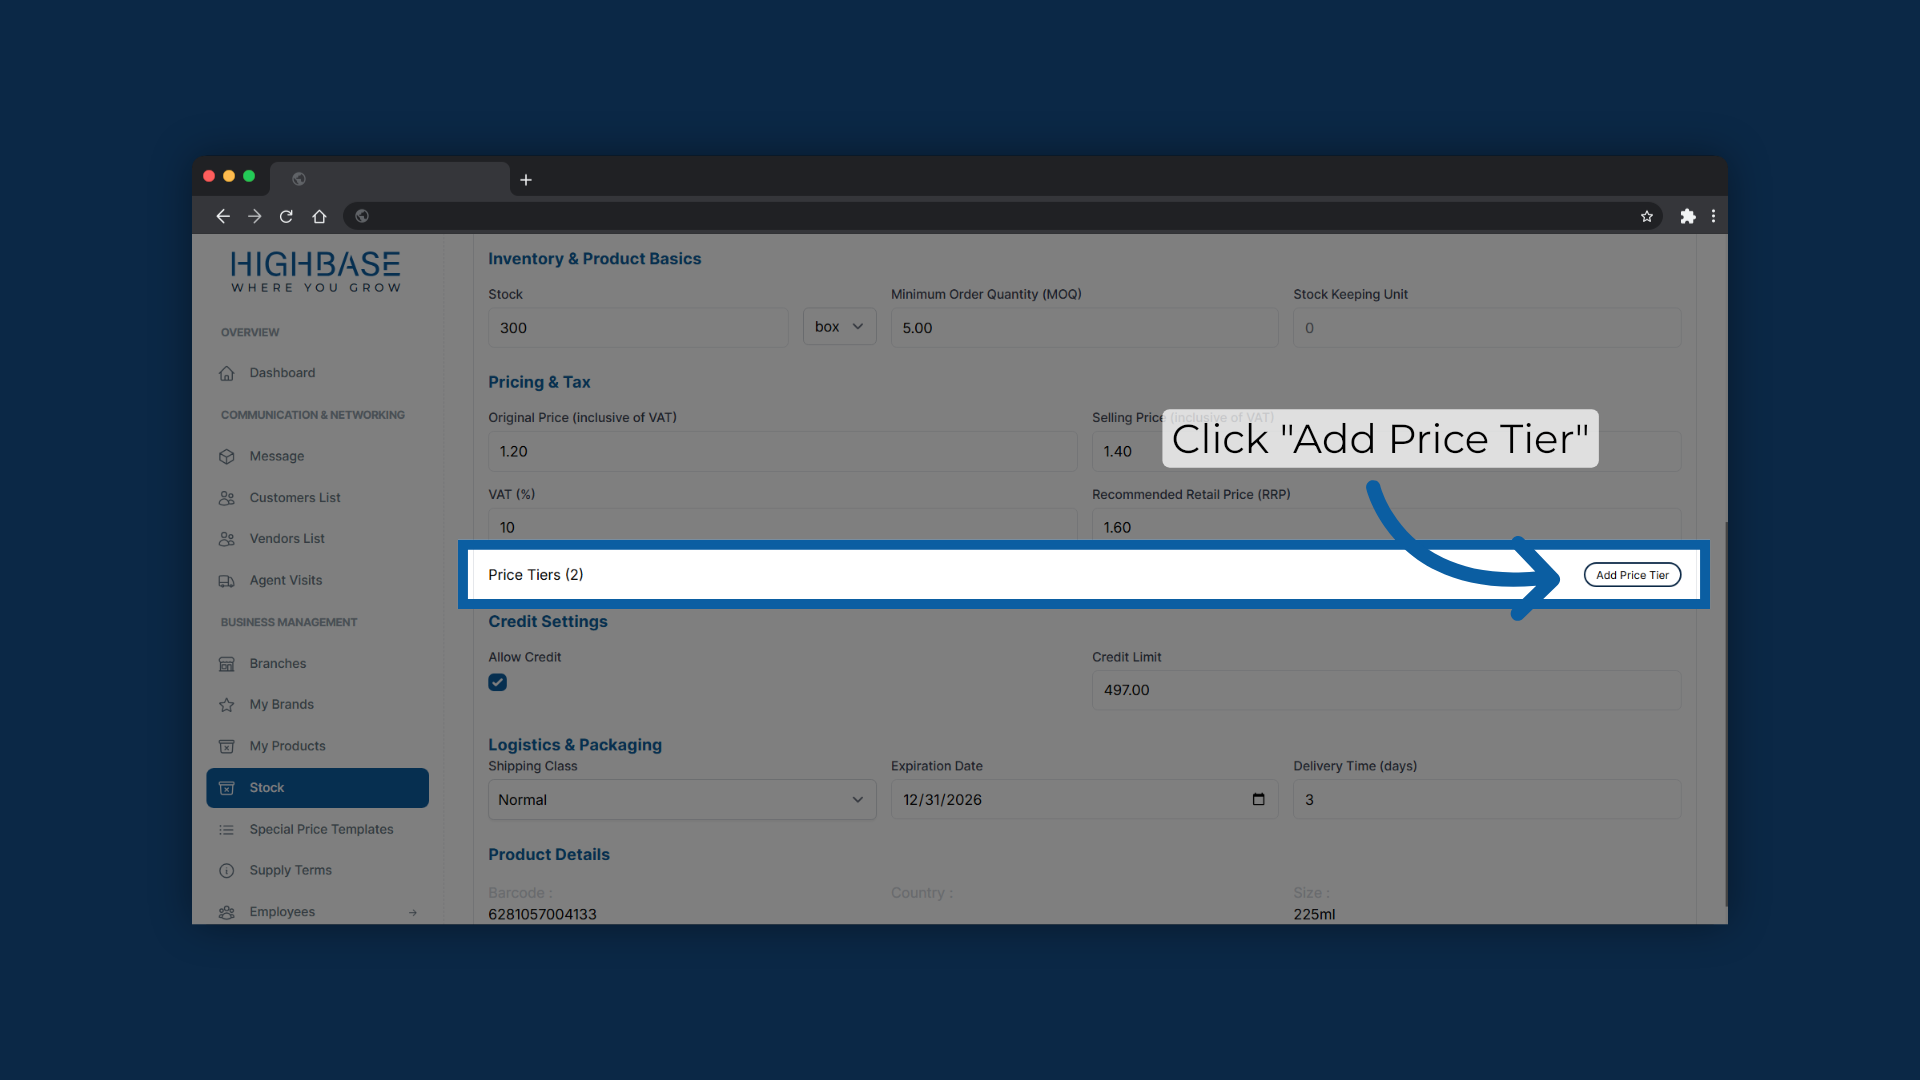 HIGHBASE
WHERE YOU GROW
OVERVIEW
Dashboard
COMMUNICATION & NETWORKING
Message
Customers List
Vendors List
Agent Visits
BUSINESS MANAGEMENT
Branches
My Brands
My Products
Stock
Special Price Templates
Supply Terms
Employees
Inventory & Product Basics
Stock
Minimum Order Quantity (MOQ)
Stock Keeping Unit
300
box
5.00
0
Pricing & Tax
Original Price (inclusive of VAT)
Selling Price (inclusive of VAT)
Click "Add Price Tier"
1.20
1.40
VAT (%)
Recommended Retail Price (RRP)
10
1.60
Price Tiers (2)
Add Price Tier
Credit Settings
Allow Credit
Credit Limit
497.00
Logistics & Packaging
Shipping Class
Expiration Date
Delivery Time (days)
Normal
12/31/2026
3
Product Details
Barcode :
Country :
Size :
6281057004133
225ml